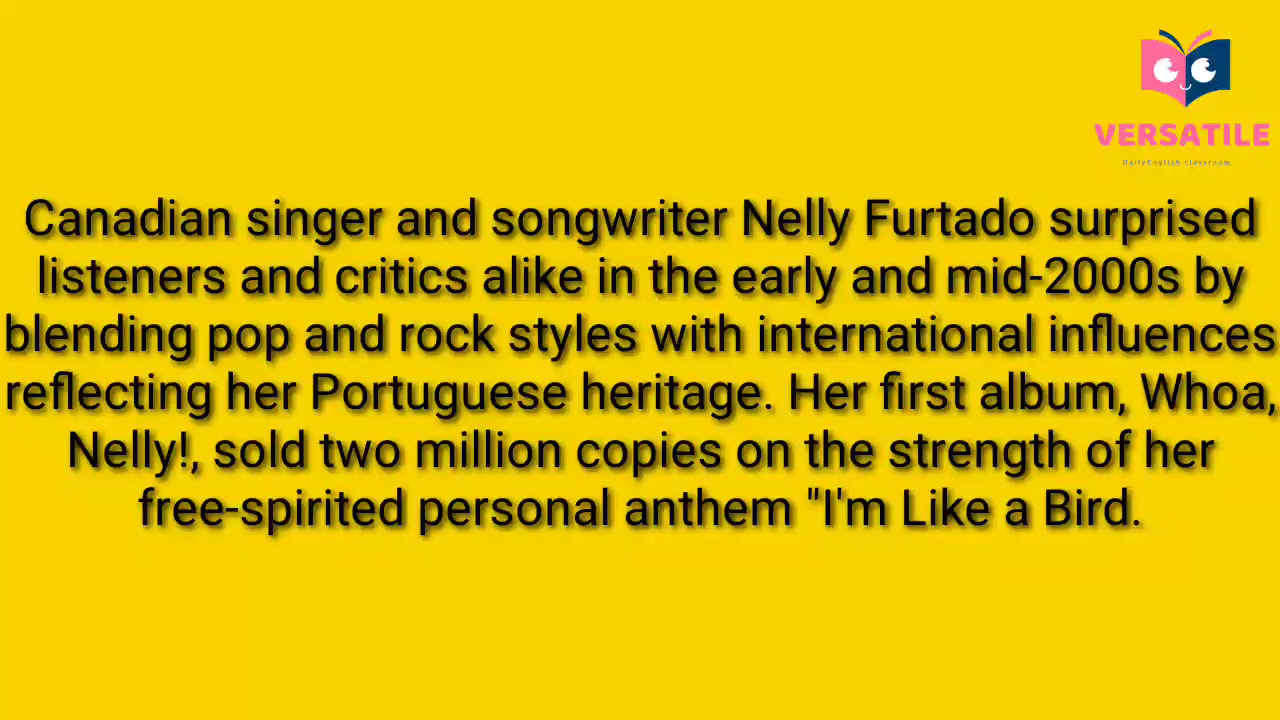 VERSATILE
DailyEnglish classroom
Canadian singer and songwriter Nelly Furtado surprised
listeners and critics alike in the early and mid-2000s by
blending pop and rock styles with international influences
reflecting her Portuguese heritage. Her first album, Whoa,
Nelly!, sold two million copies on the strength of her
free-spirited personal anthem "I'm Like a Bird.